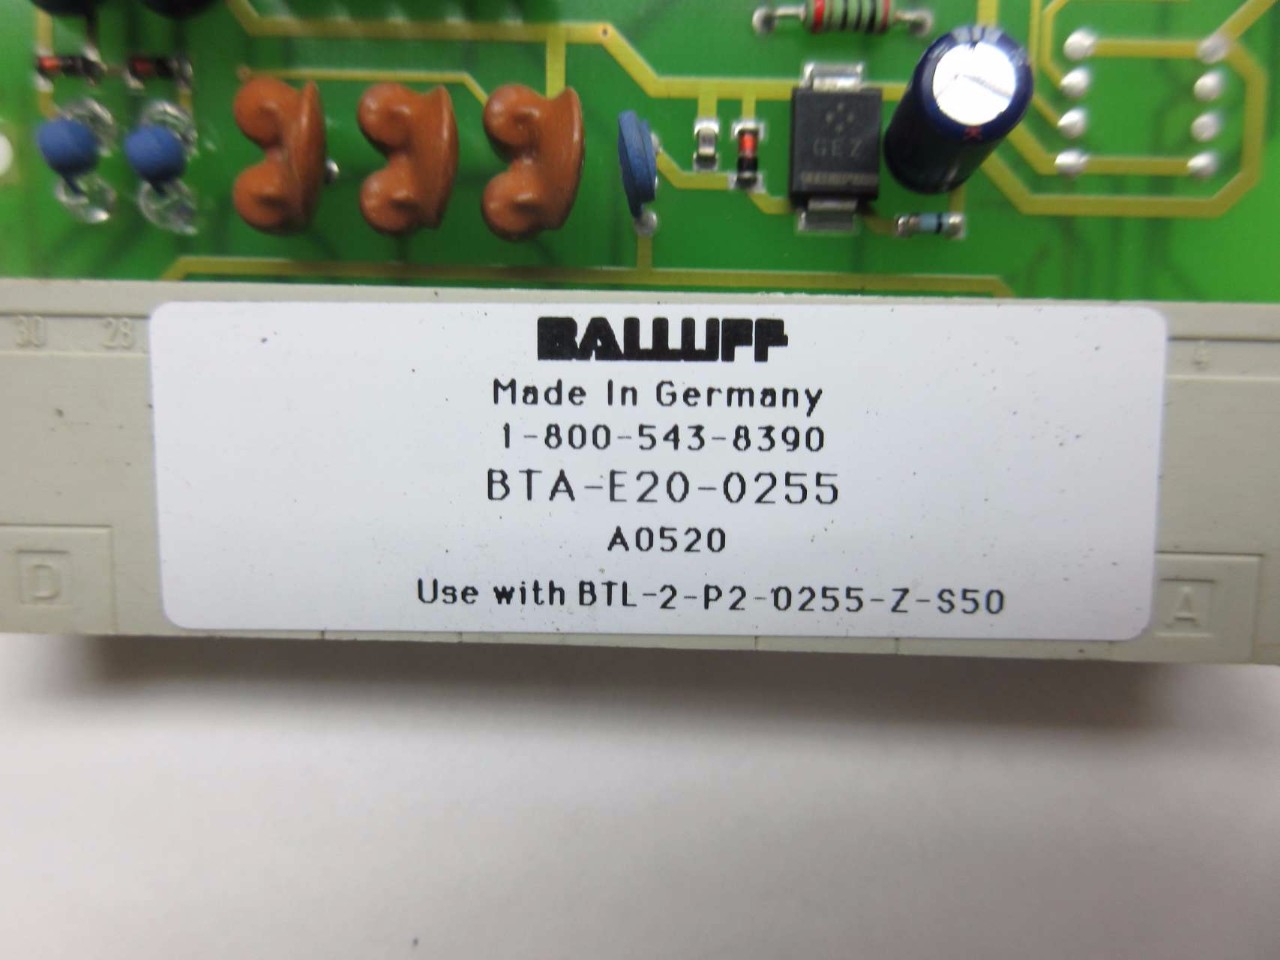 GEZ
30 28
4
BALLUFF
Made In Germany
1-800-543-8390
BTA-E20-0255
A0520
Use with BTL-2-P2-0255-Z-S50
D
A